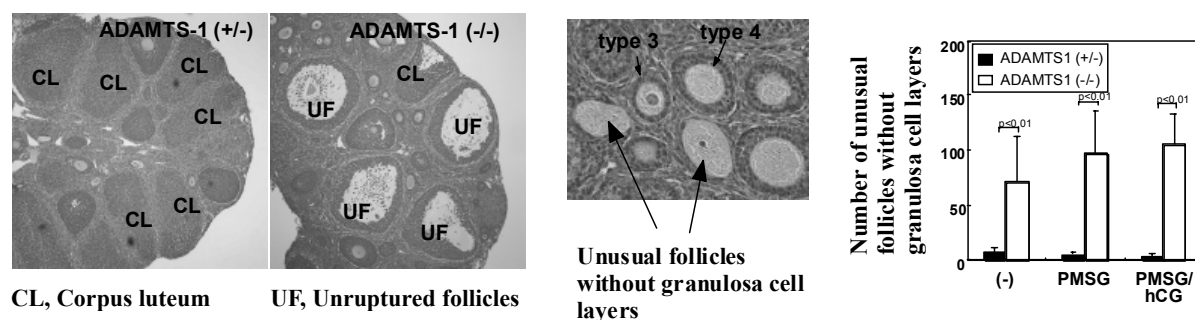 ADAMTS-1 (+/-)
CL
CL
CL
CL
CL
CL
CL
ADAMTS-1 (-/-)
CL
UF
UF
UF
UF
CL, Corpus luteum
UF, Unruptured follicles
type 3
type 4
Unusual follicles
without granulosa cell
layers
Number of unusual
follicles without
granulosa cell layers
200
150
100
50
0
ADAMTS1 (+/-)
ADAMTS1 (-/-)
p<0.01
p<0.01
p<0.01
(-)
PMSG
PMSG/
hCG